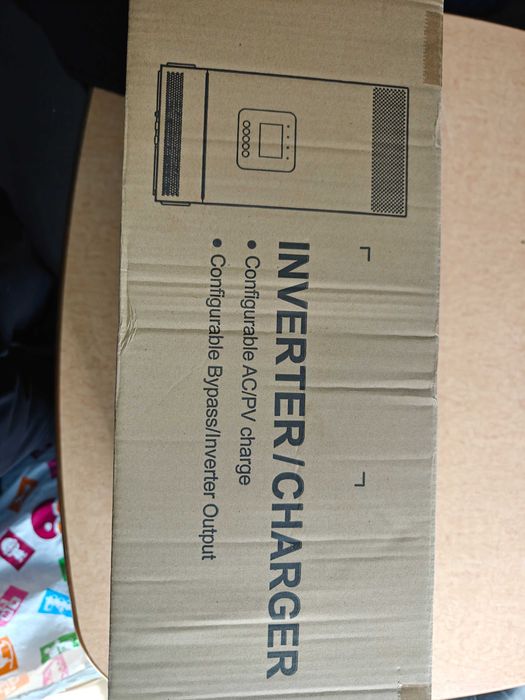 INVERTER/CHARGER
● Configurable AC/PV charge
● Configurable Bypass/Inverter Output